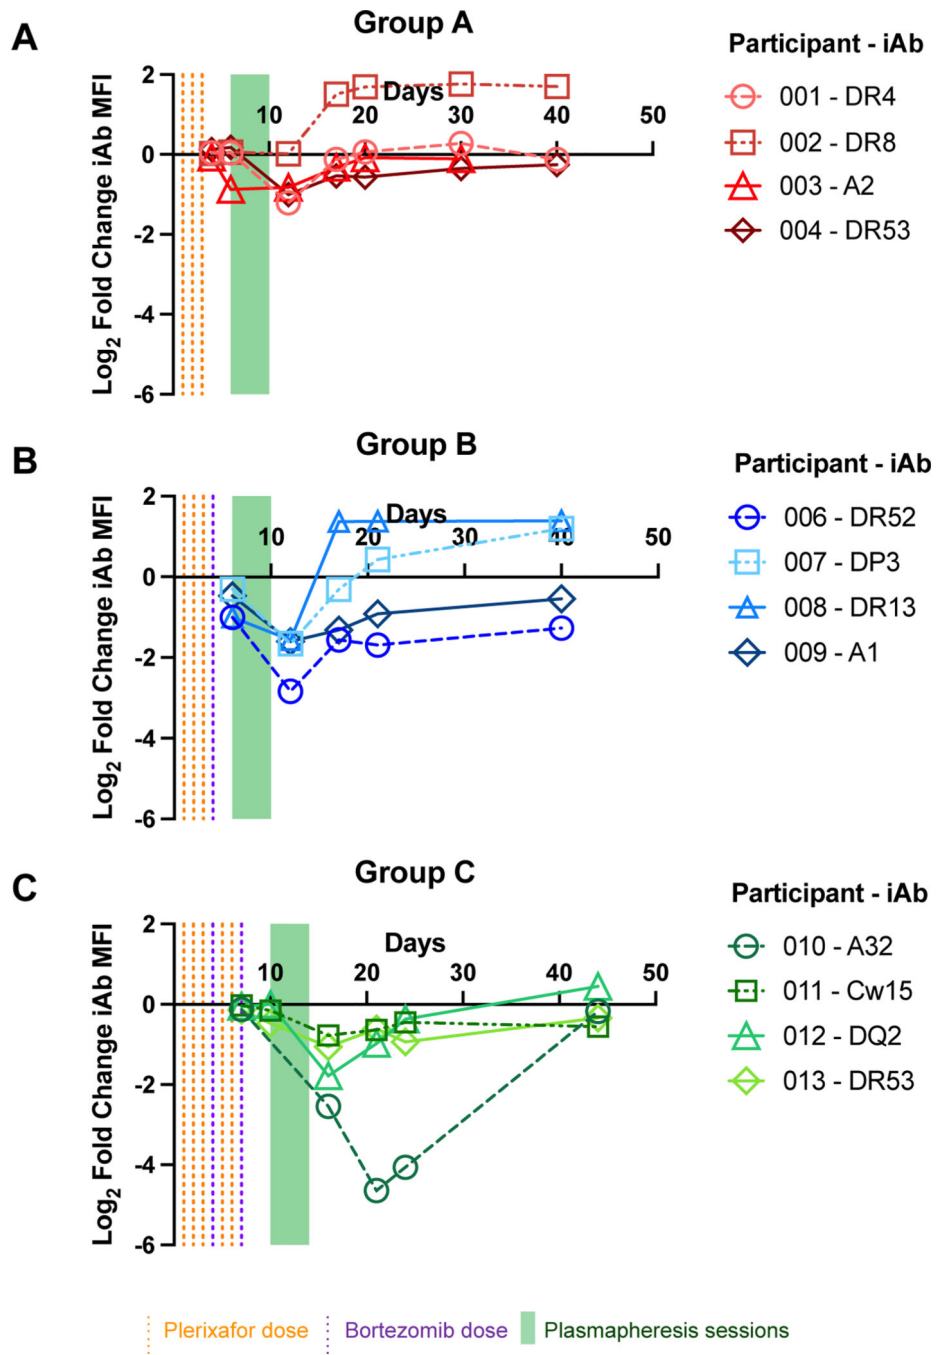 A
Group A
Log2 Fold Change iAb MFI
2
0
-2
-4
-6
Days
10 20 30 40 50
Participant - iAb
001 - DR4
002 - DR8
003 - A2
004 - DR53
B
Group B
Log2 Fold Change iAb MFI
2
0
-2
-4
-6
Days
10 20 30 40 50
Participant - iAb
006 - DR52
007 - DP3
008 - DR13
009 - A1
C
Group C
Log2 Fold Change iAb MFI
2
0
-2
-4
-6
Days
10 20 30 40 50
Participant - iAb
010 - A32
011 - Cw15
012 - DQ2
013 - DR53
Plerixafor dose Bortezomib dose Plasmapheresis sessions